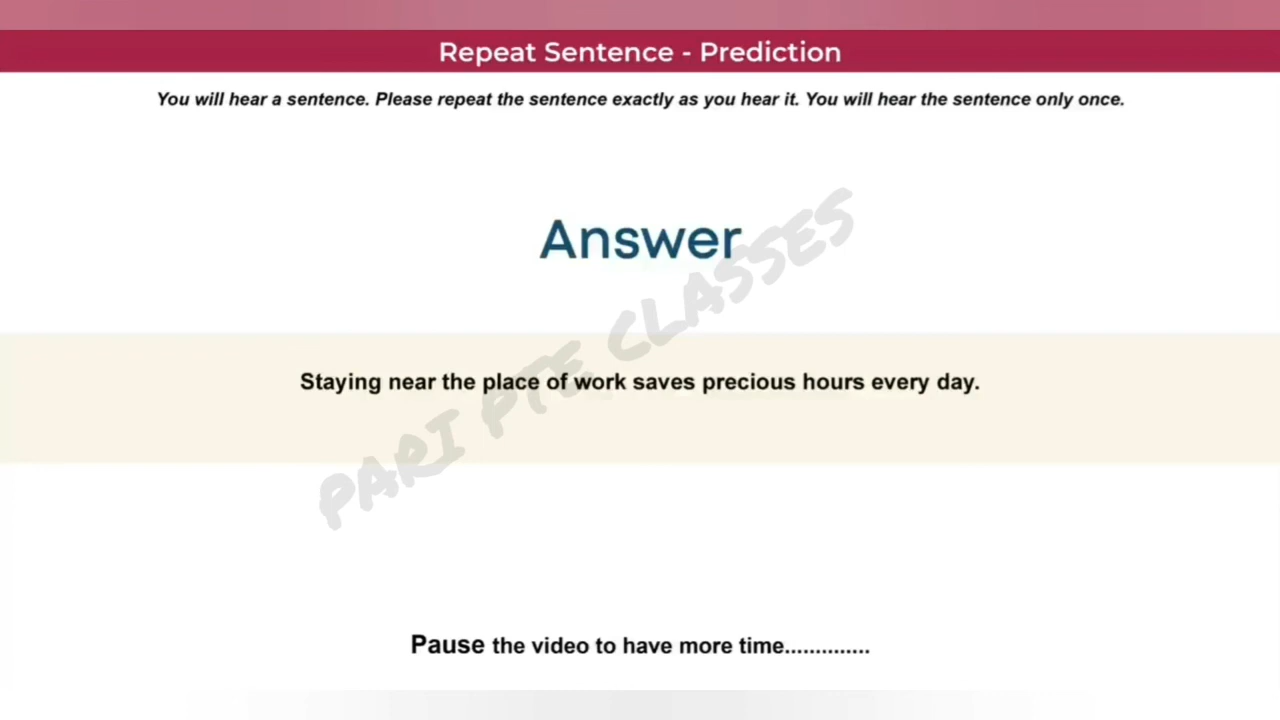 Repeat Sentence - Prediction
You will hear a sentence. Please repeat the sentence exactly as you hear it. You will hear the sentence only once.
Answer
PARI PTE CLASSES
Staying near the place of work saves precious hours every day.
Pause the video to have more time..............